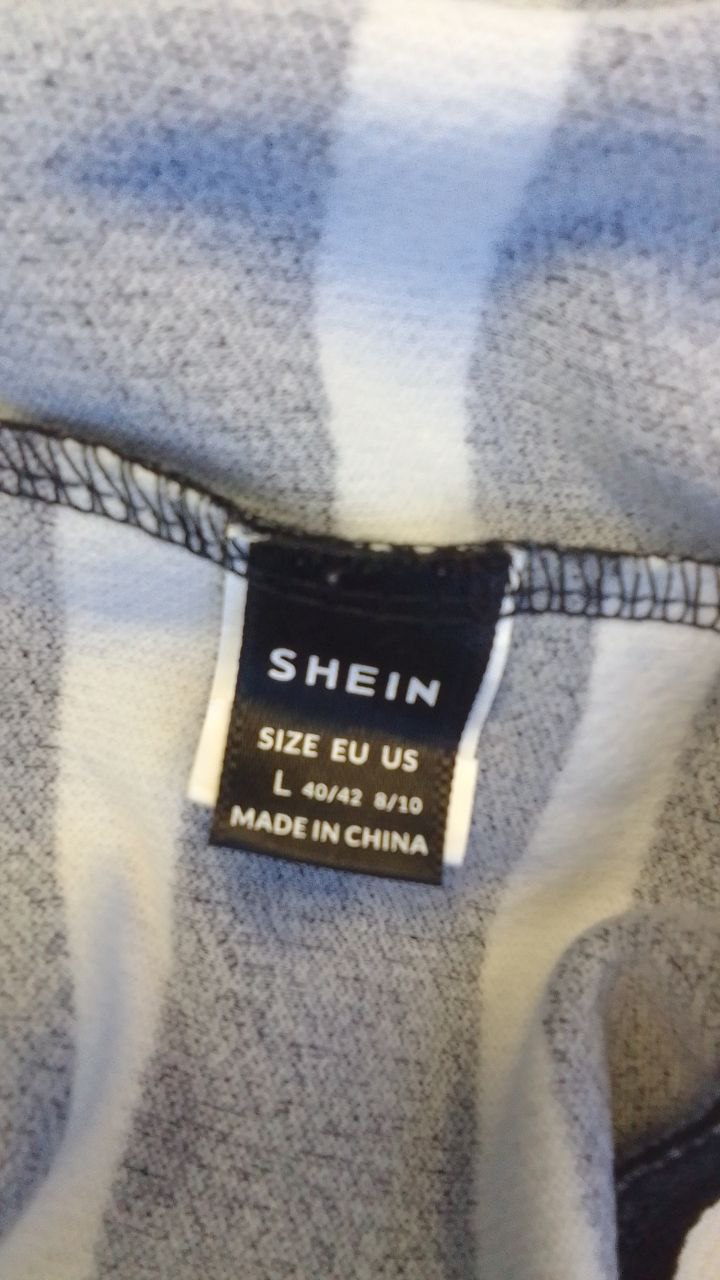 SHEIN
SIZE EU US
L 40/42 8/10
MADE IN CHINA